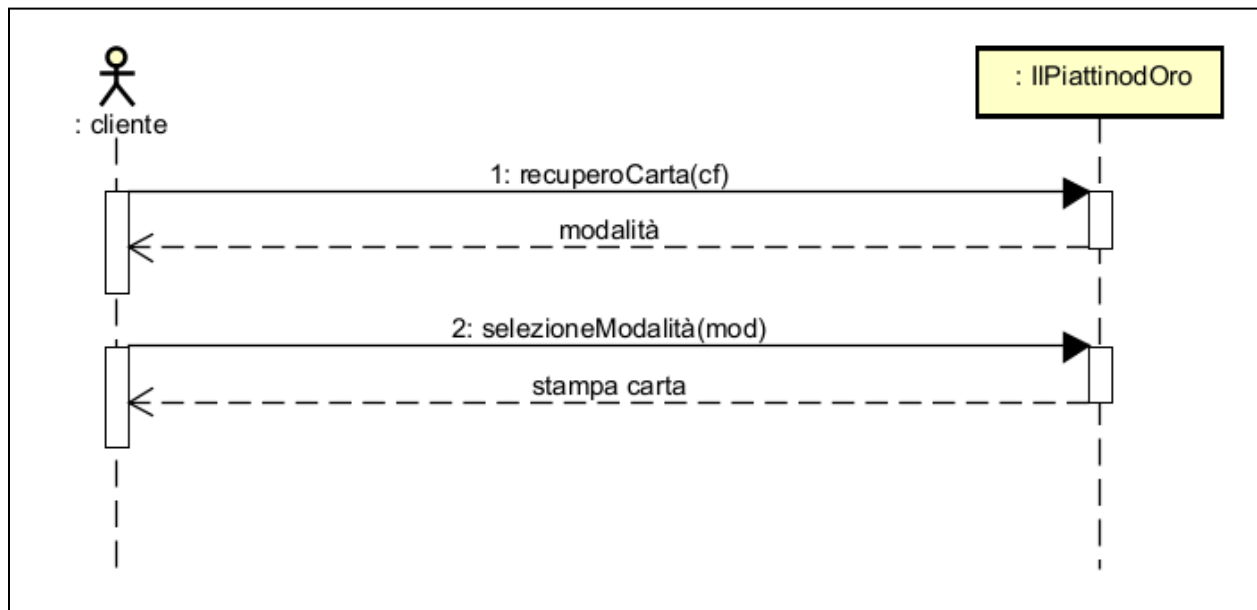 : cliente
: IlPiattinodOro
1: recuperoCarta(cf)
modalità
2: selezioneModalità(mod)
stampa carta